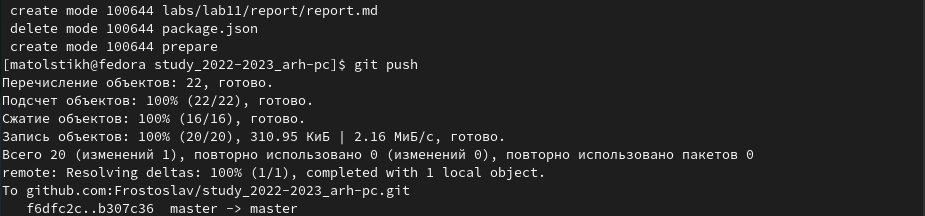 create mode 100644 labs/lab11/report/report.md
delete mode 100644 package.json
create mode 100644 prepare
[matolstikh@fedora study_2022-2023_arh-pc]$ git push
Перечисление объектов: 22, готово.
Подсчет объектов: 100% (22/22), готово.
Сжатие объектов: 100% (16/16), готово.
Запись объектов: 100% (20/20), 310.95 КиБ | 2.16 МиБ/с, готово.
Всего 20 (изменений 1), повторно использовано 0 (изменений 0), повторно использовано пакетов 0
remote: Resolving deltas: 100% (1/1), completed with 1 local object.
To github.com:Frostoslav/study_2022-2023_arh-pc.git
f6dfc2c..b307c36  master -> master